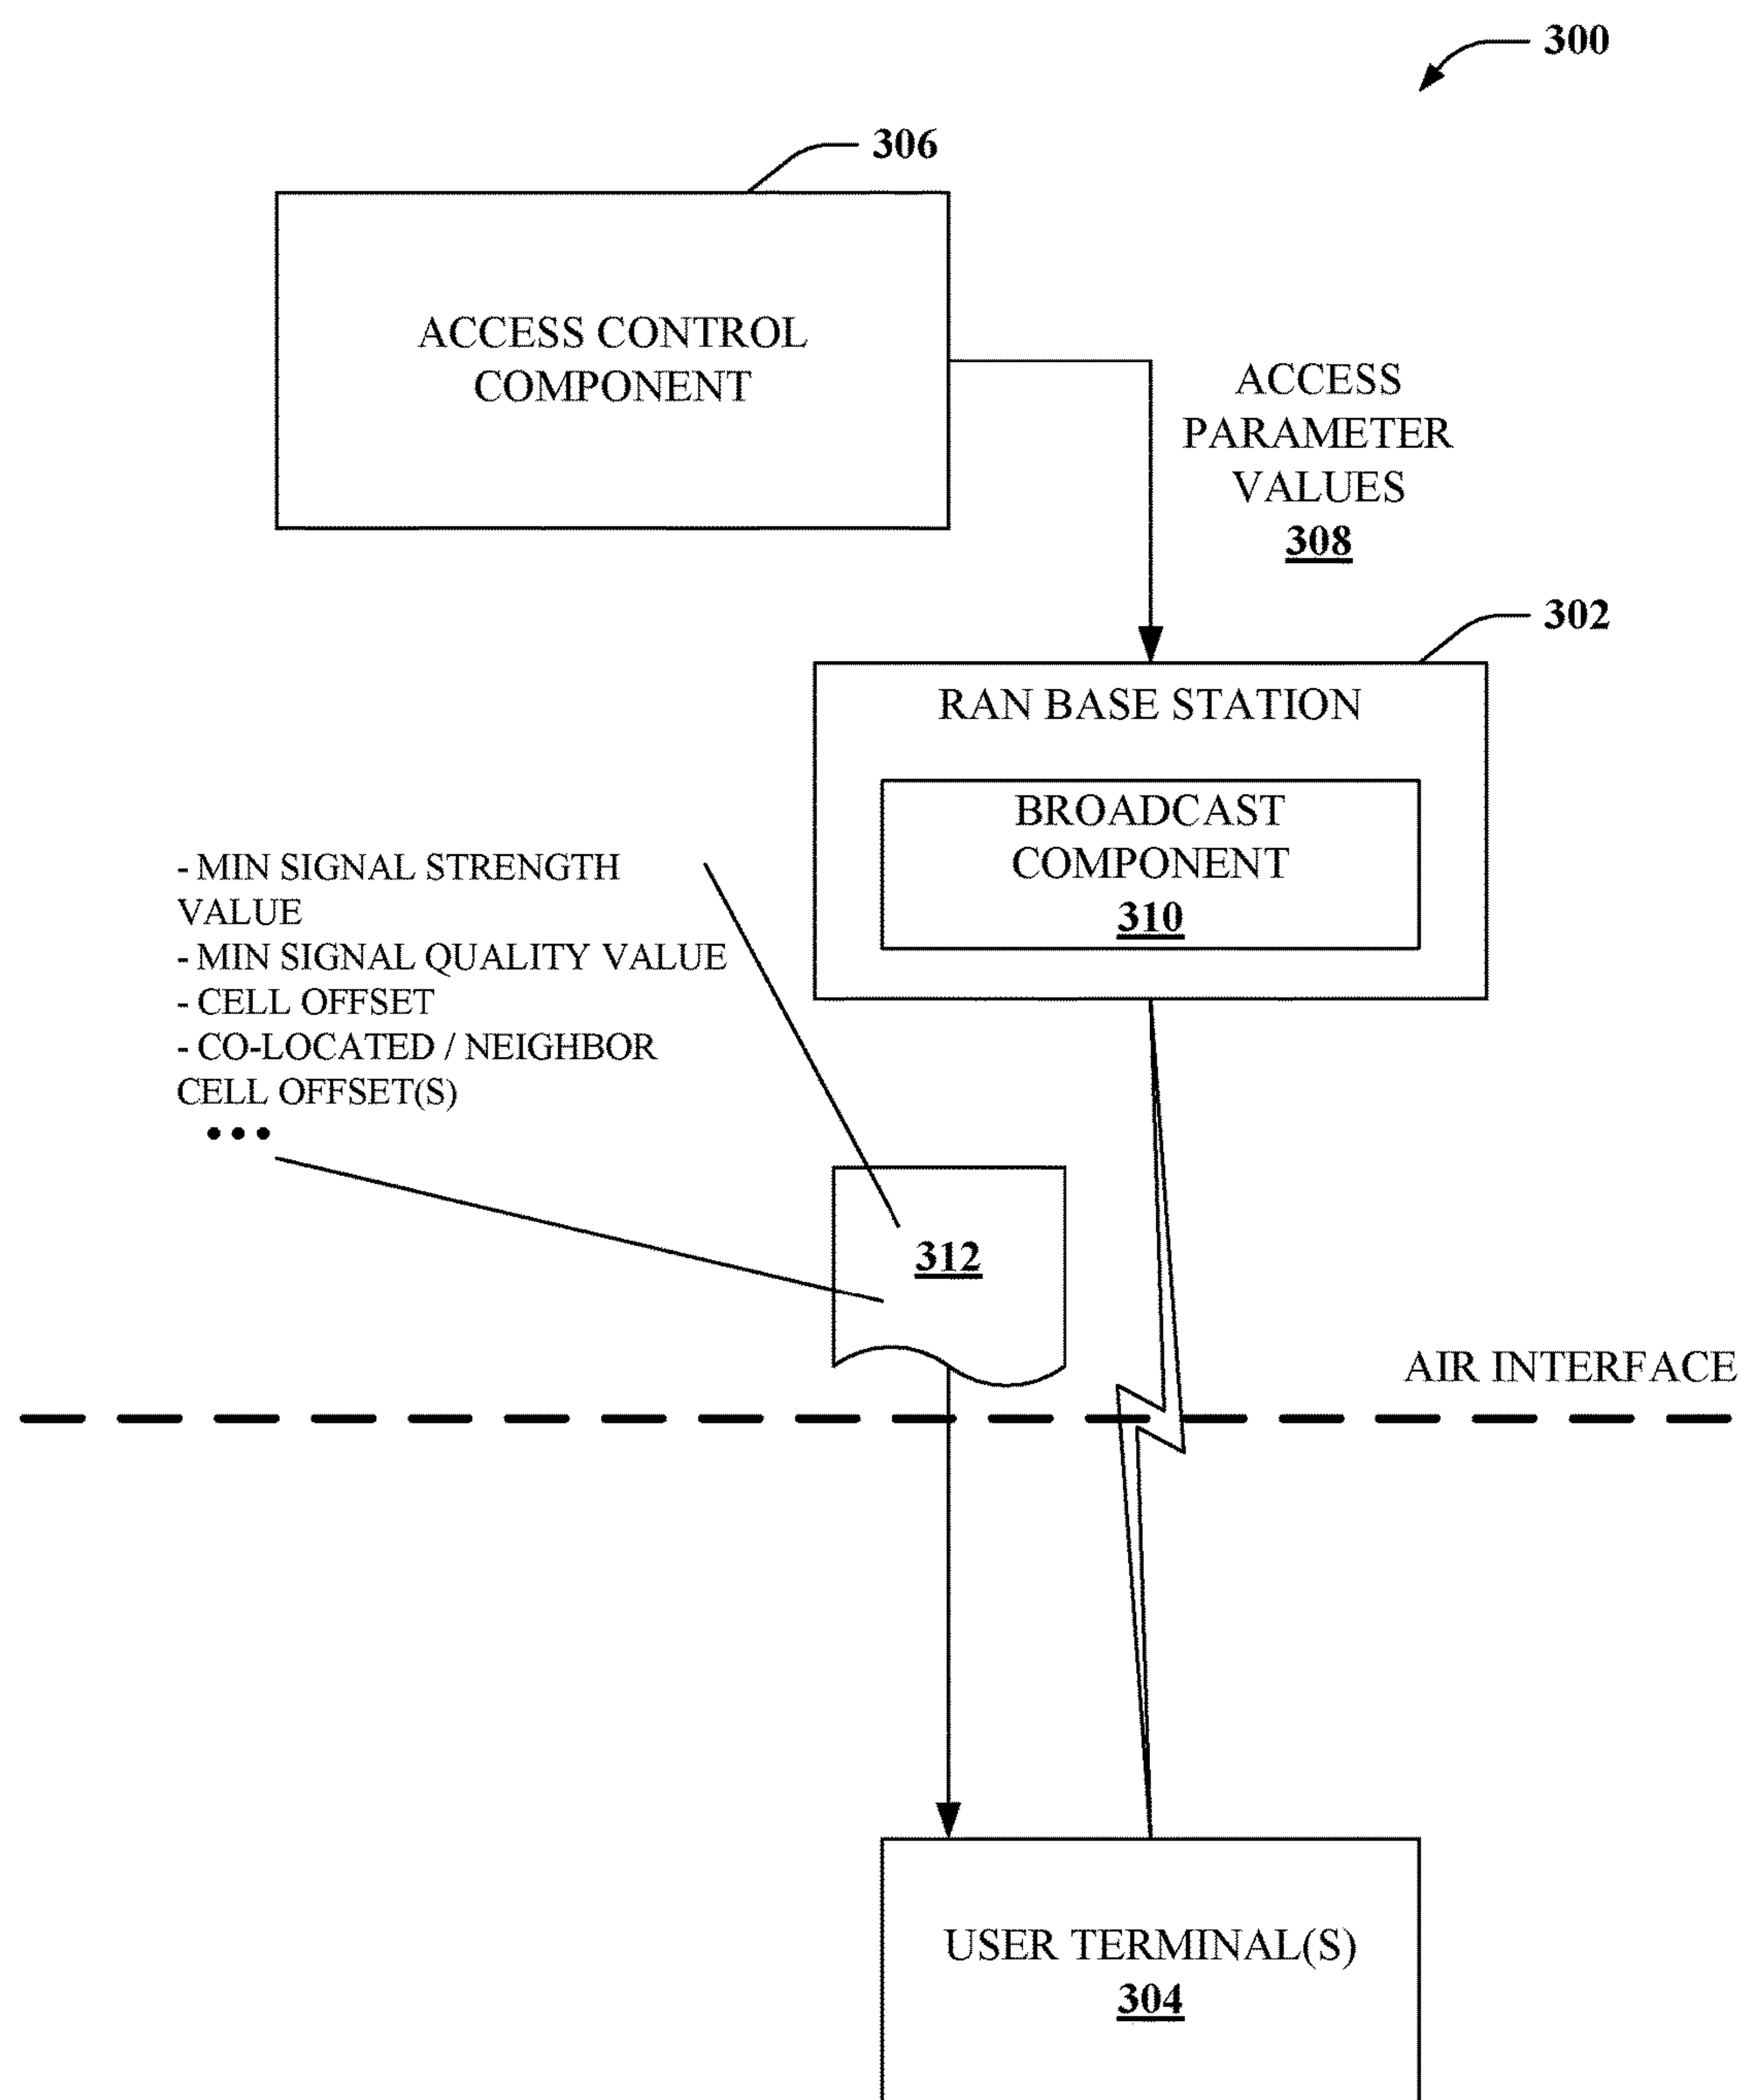 300
306
ACCESS CONTROL
COMPONENT
ACCESS
PARAMETER
VALUES
308
302
RAN BASE STATION
BROADCAST
COMPONENT
310
- MIN SIGNAL STRENGTH
VALUE
- MIN SIGNAL QUALITY VALUE
- CELL OFFSET
- CO-LOCATED / NEIGHBOR
CELL OFFSET(S)
•••
312
AIR INTERFACE
USER TERMINAL(S)
304